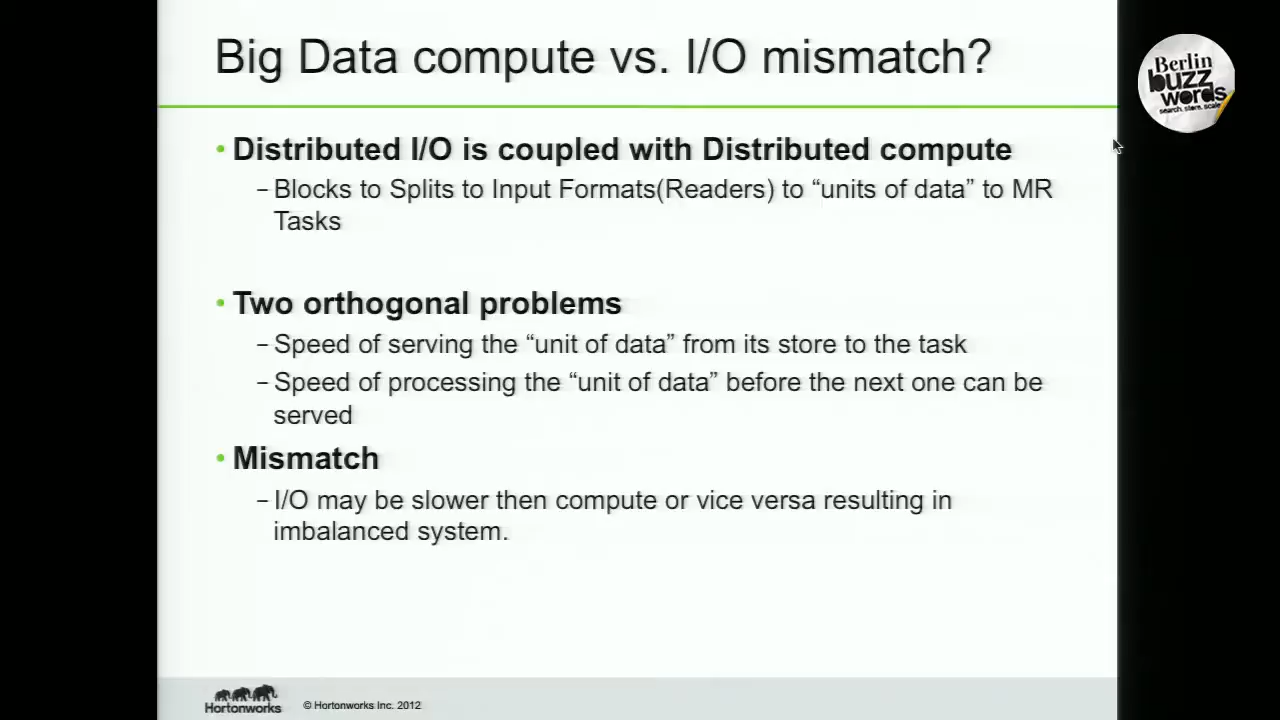 Big Data compute vs. I/O mismatch?
Berlin
buzz
words
search. store. scale.
• Distributed I/O is coupled with Distributed compute
– Blocks to Splits to Input Formats(Readers) to “units of data” to MR
Tasks
• Two orthogonal problems
– Speed of serving the “unit of data” from its store to the task
– Speed of processing the “unit of data” before the next one can be
served
• Mismatch
– I/O may be slower then compute or vice versa resulting in
imbalanced system.
Hortonworks
© Hortonworks Inc. 2012